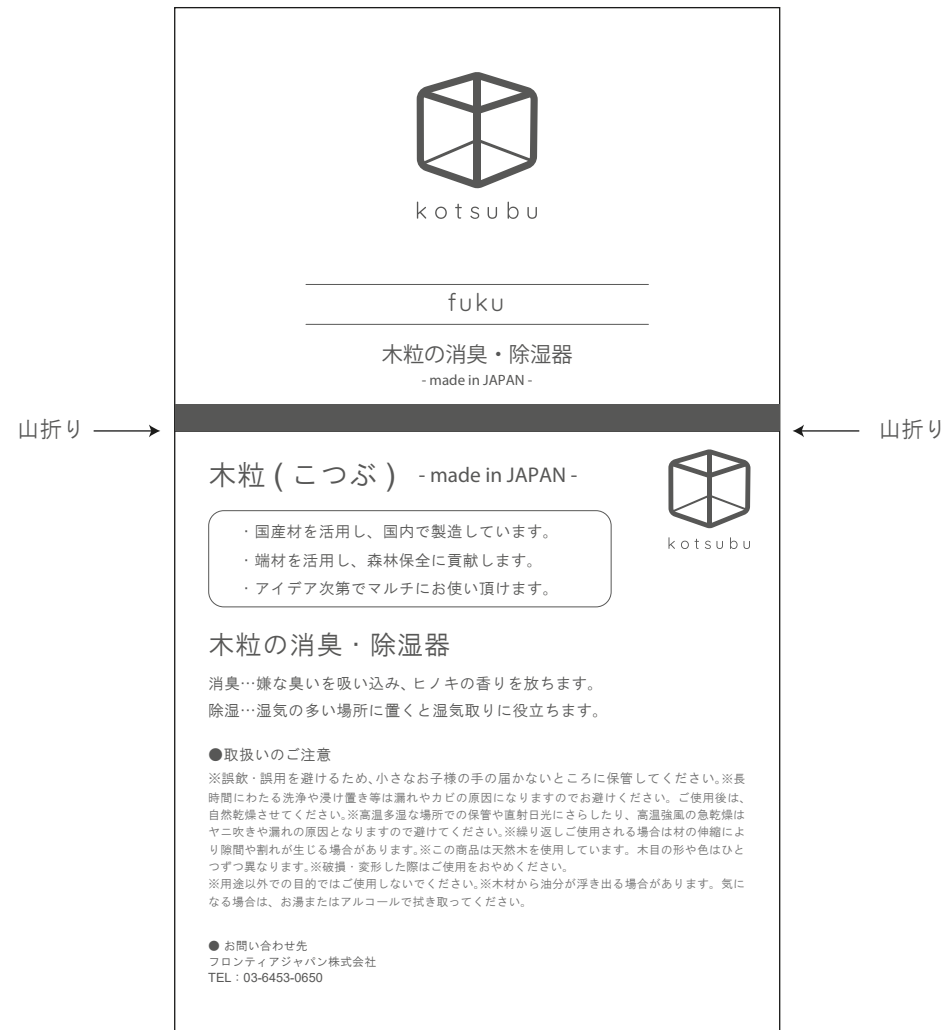 kotsubu
fuku
木粒の消臭・除湿器
- made in JAPAN -
山折り
山折り
木粒 ( こつぶ ) - made in JAPAN -
kotsubu
・国産材を活用し、国内で製造しています。
・端材を活用し、森林保全に貢献します。
・アイデア次第でマルチにお使い頂けます。
木粒の消臭・除湿器
消臭…嫌な臭いを吸い込み、ヒノキの香りを放ちます。
除湿…湿気の多い場所に置くと湿気取りに役立ちます。
●取扱いのご注意
※誤飲・誤用を避けるため、小さなお子様の手の届かないところに保管してください。※長
時間にわたる洗浄や浸け置き等は漏れやカビの原因になりますのでお避けください。ご使用後は、
自然乾燥させてください。※高温多湿な場所での保管や直射日光にさらしたり、高温強風の急乾燥は
ヤニ吹きや漏れの原因となりますので避けてください。※繰り返しご使用される場合は材の伸縮によ
り隙間や割れが生じる場合があります。※この商品は天然木を使用しています。木目の形や色はひと
つずつ異なります。※破損・変形した際はご使用をおやめください。
※用途以外での目的ではご使用しないでください。※木材から油分が浮き出る場合があります。気に
なる場合は、お湯またはアルコールで拭き取ってください。
● お問い合わせ先
フロンティアジャパン株式会社
TEL：03-6453-0650